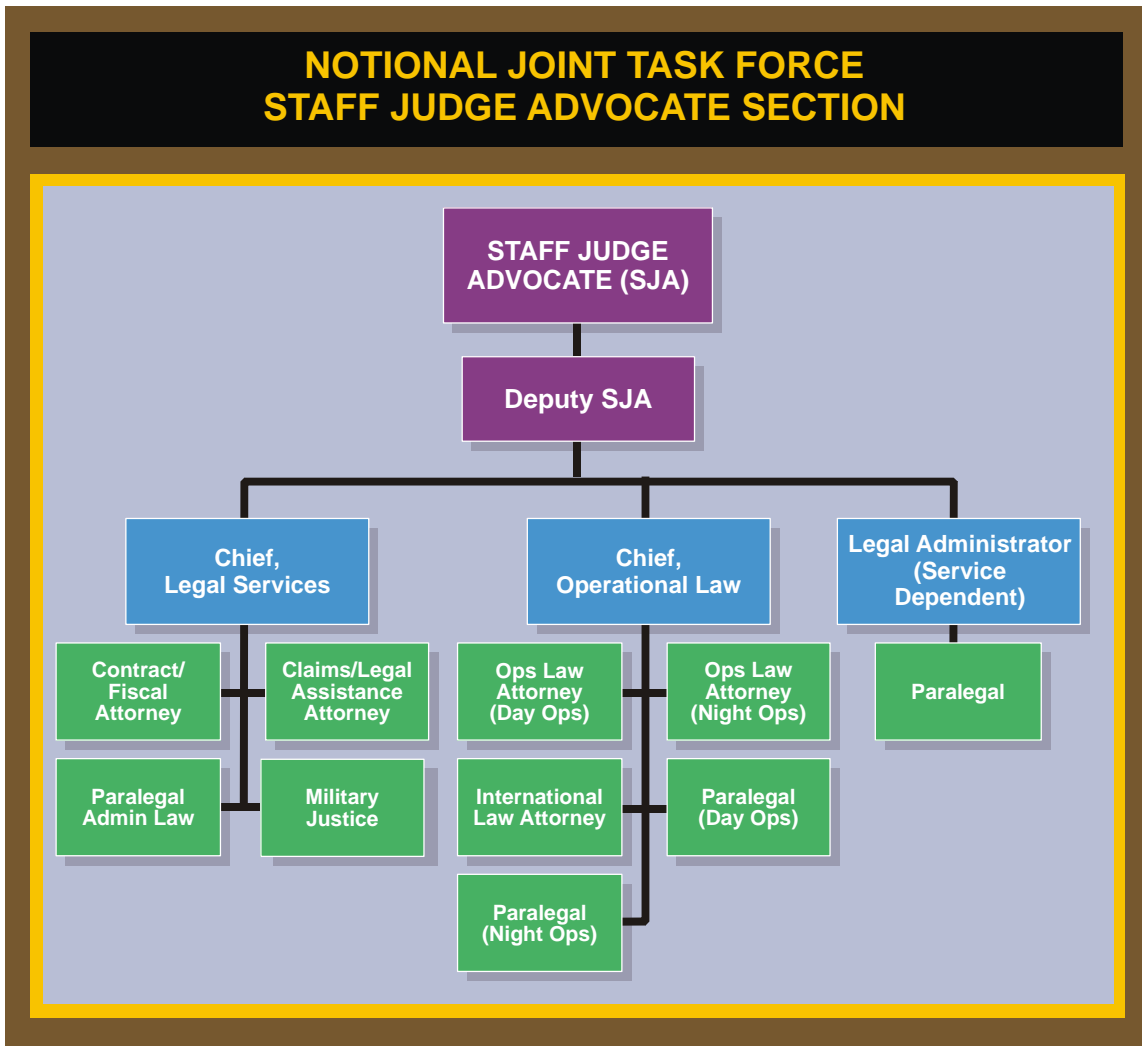 NOTIONAL JOINT TASK FORCE
STAFF JUDGE ADVOCATE SECTION
STAFF JUDGE
ADVOCATE (SJA)
Deputy SJA
Chief,
Legal Services
Chief,
Operational Law
Legal Administrator
(Service
Dependent)
Contract/
Fiscal
Attorney
Claims/Legal
Assistance
Attorney
Ops Law
Attorney
(Day Ops)
Ops Law
Attorney
(Night Ops)
Paralegal
Paralegal
Admin Law
Military
Justice
International
Law Attorney
Paralegal
(Day Ops)
Paralegal
(Night Ops)